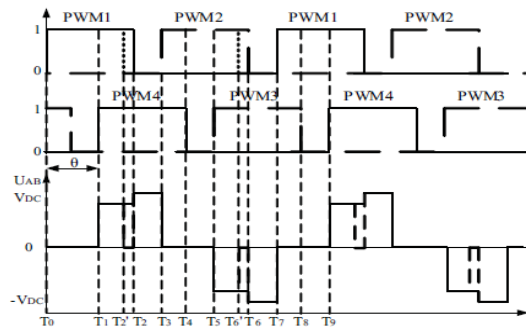 PWM1 PWM2 PWM1 PWM2
1
0
PWM4 PWM3 PWM4 PWM3
1
0
θ
UAB
VDC
0
-VDC
T0 T1 T2' T2 T3 T4 T5 T6' T6 T7 T8 T9